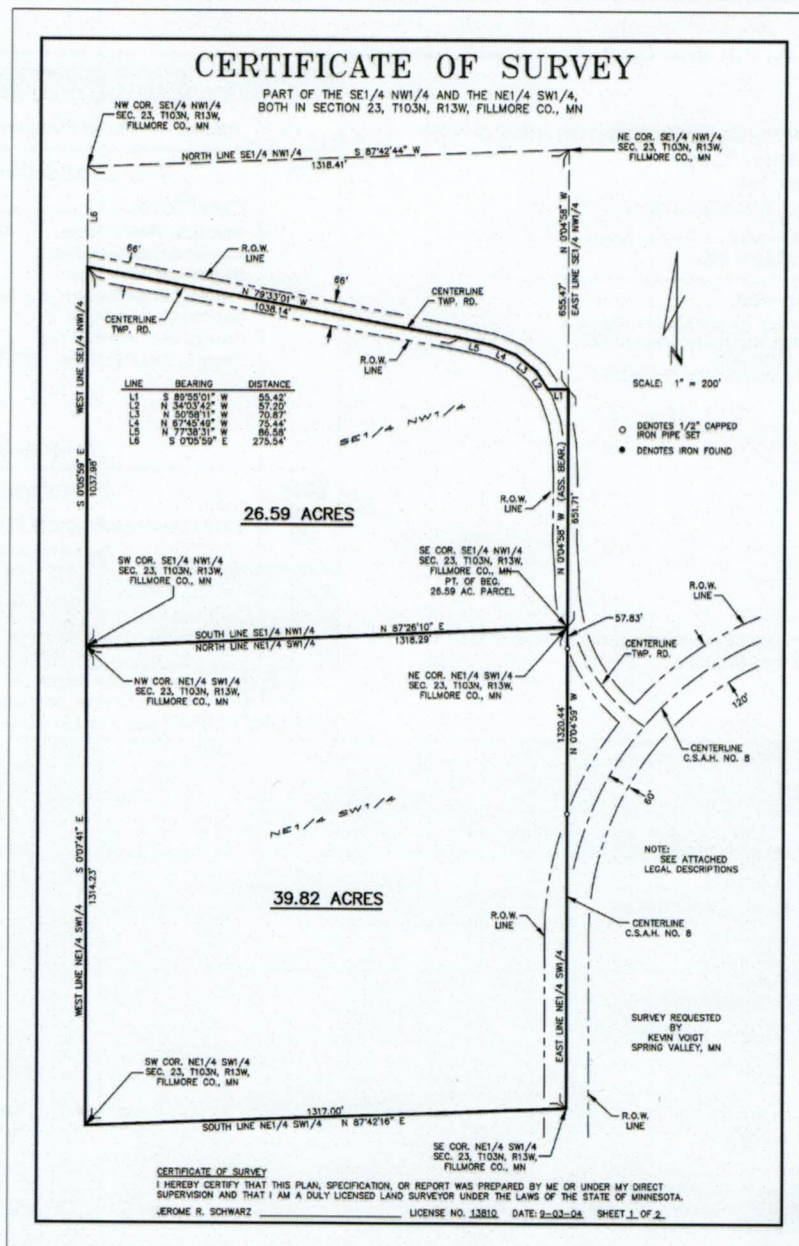 CERTIFICATE OF SURVEY
PART OF THE SE1/4 NW1/4 AND THE NE1/4 SW1/4,
BOTH IN SECTION 23, T103N, R13W, FILLMORE CO., MN
NW COR. SE1/4 NW1/4
SEC. 23, T103N, R13W,
FILLMORE CO., MN
NE COR. SE1/4 NW1/4
SEC. 23, T103N, R13W,
FILLMORE CO., MN
NORTH LINE SE1/4 NW1/4 S 87°42'44" W
1318.41'
L6
66'
R.O.W.
LINE
66'
N 79°33'01" W
1038.14'
CENTERLINE
TWP. RD.
CENTERLINE
TWP. RD.
R.O.W.
LINE
L5
L4
L3
L2
L1
N 0°04'58" W
655.47'
EAST LINE SE1/4 NW1/4
SCALE: 1" = 200'
LINE BEARING DISTANCE
L1 S 89°55'01" W 55.42'
L2 N 34°03'42" W 57.20'
L3 N 50°58'11" W 70.87'
L4 N 67°45'49" W 75.44'
L5 N 77°38'31" W 86.58'
L6 S 0°05'59" E 275.54'
DENOTES 1/2" CAPPED
IRON PIPE SET
DENOTES IRON FOUND
SE1/4 NW1/4
WEST LINE SE1/4 NW1/4
S 0°05'59" E
1037.98'
26.59 ACRES
R.O.W.
LINE
N 0°04'58" W (ASS. BEAR.)
651.71'
SW COR. SE1/4 NW1/4
SEC. 23, T103N, R13W,
FILLMORE CO., MN
SE COR. SE1/4 NW1/4
SEC. 23, T103N, R13W,
FILLMORE CO., MN
PT. OF BEG.
26.59 AC. PARCEL
R.O.W.
LINE
57.83'
SOUTH LINE SE1/4 NW1/4 N 87°26'10" E
NORTH LINE NE1/4 SW1/4 1318.29'
CENTERLINE
TWP. RD.
NW COR. NE1/4 SW1/4
SEC. 23, T103N, R13W,
FILLMORE CO., MN
NE COR. NE1/4 SW1/4
SEC. 23, T103N, R13W,
FILLMORE CO., MN
120'
1320.44'
N 0°04'59" W
CENTERLINE
C.S.A.H. NO. 8
60'
NE1/4 SW1/4
NOTE:
SEE ATTACHED
LEGAL DESCRIPTIONS
WEST LINE NE1/4 SW1/4 S 0°07'41" E
1314.23'
39.82 ACRES
R.O.W.
LINE
CENTERLINE
C.S.A.H. NO. 8
EAST LINE NE1/4 SW1/4
SURVEY REQUESTED
BY
KEVIN VOIGT
SPRING VALLEY, MN
SW COR. NE1/4 SW1/4
SEC. 23, T103N, R13W,
FILLMORE CO., MN
1317.00'
SOUTH LINE NE1/4 SW1/4 N 87°42'16" E
R.O.W.
LINE
SE COR. NE1/4 SW1/4
SEC. 23, T103N, R13W,
FILLMORE CO., MN
CERTIFICATE OF SURVEY
I HEREBY CERTIFY THAT THIS PLAN, SPECIFICATION, OR REPORT WAS PREPARED BY ME OR UNDER MY DIRECT
SUPERVISION AND THAT I AM A DULY LICENSED LAND SURVEYOR UNDER THE LAWS OF THE STATE OF MINNESOTA.
JEROME R. SCHWARZ LICENSE NO. 13810 DATE: 9-03-04 SHEET 1 OF 2